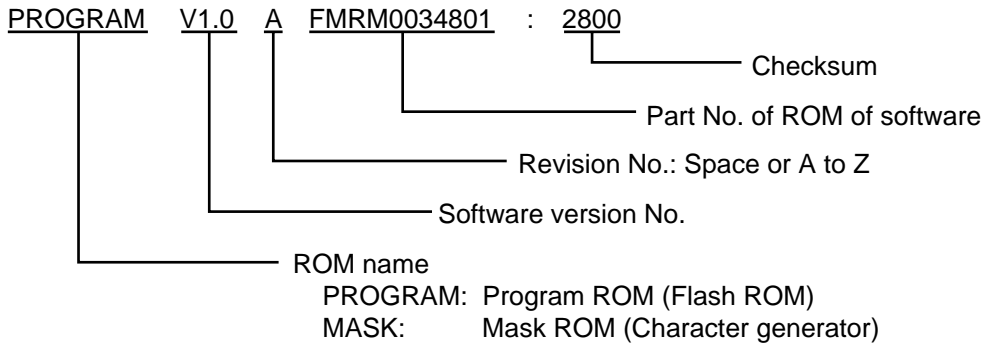 PROGRAM V1.0 A FMRM0034801 : 2800
Checksum
Part No. of ROM of software
Revision No.: Space or A to Z
Software version No.
ROM name
PROGRAM: Program ROM (Flash ROM)
MASK: Mask ROM (Character generator)